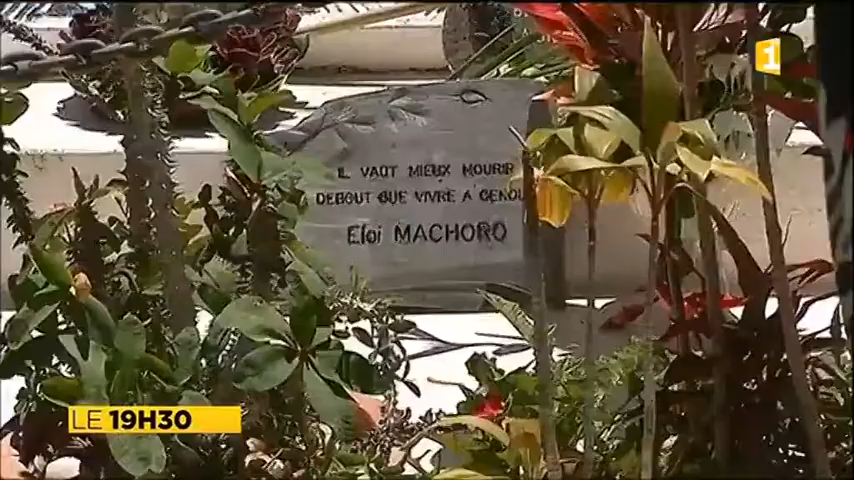 1
IL VAUT MIEUX MOURIR
DEBOUT QUE VIVRE A GENOU
Eloi MACHORO
LE 19H30